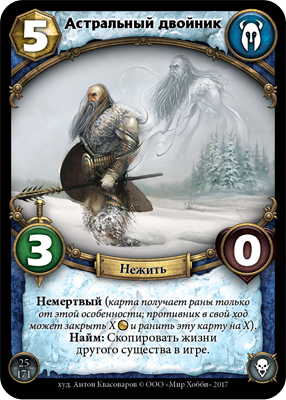 5
Астральный двойник
3
0
Нежить
Немертвый (карта получает раны только
от этой особенности; противник в свой ход
может закрыть X и ранить эту карту на X).
Найм: Скопировать жизни
другого существа в игре.
25
171
худ. Антон Квасоваров © ООО «Мир Хобби» 2017